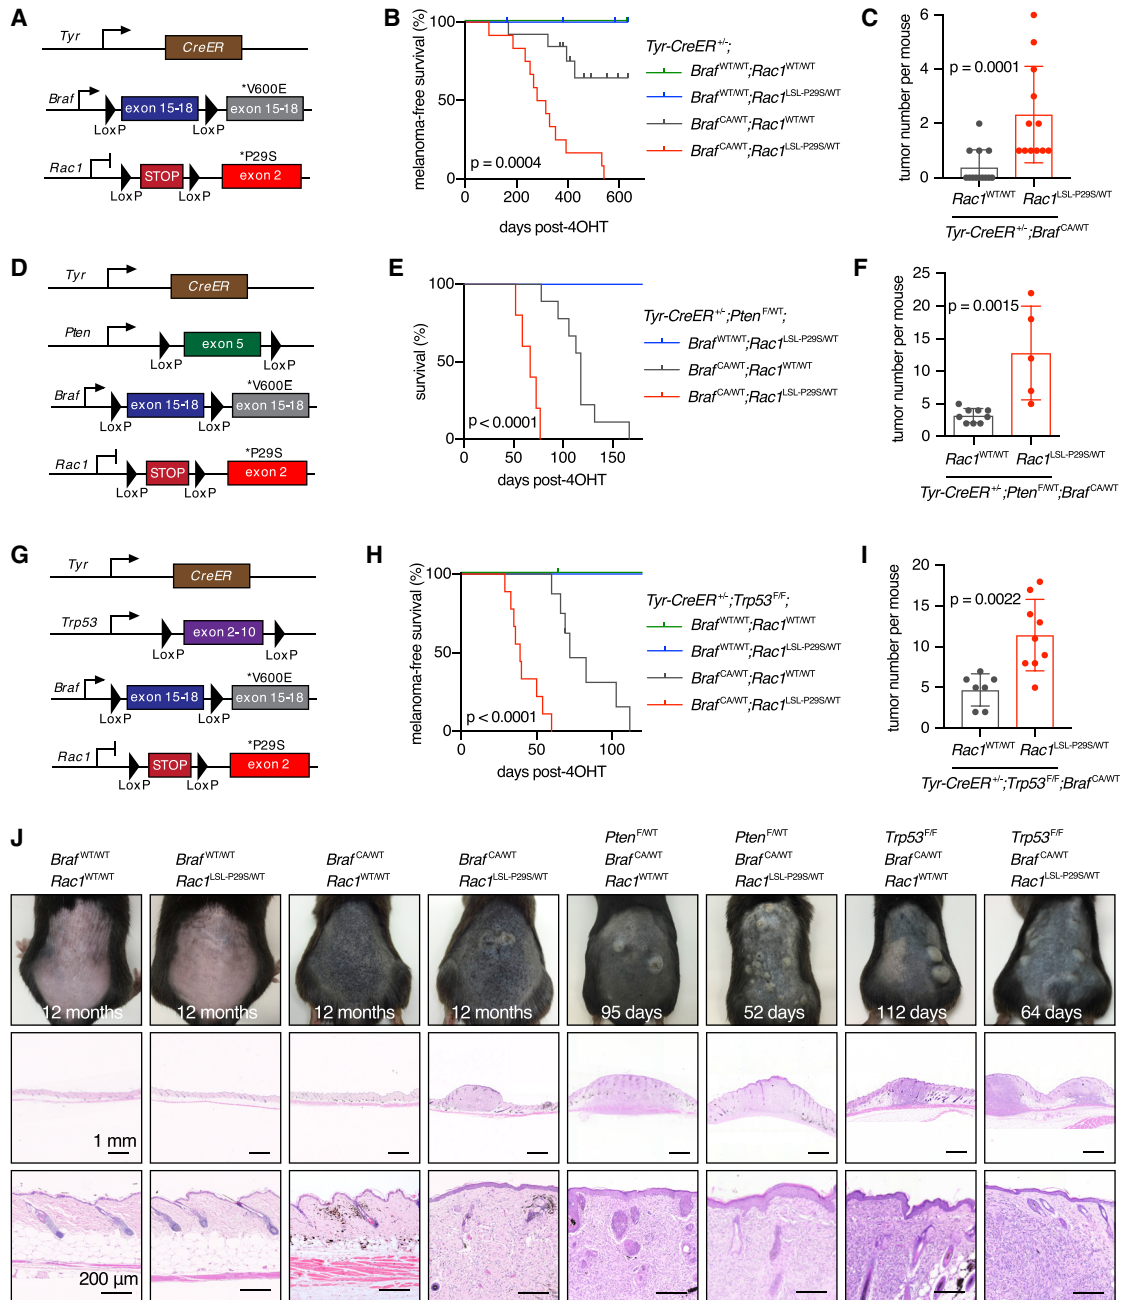 A
Tyr
CreER
Braf
exon 15-18
*V600E
exon 15-18
LoxP
LoxP
Rac1
STOP
*P29S
exon 2
LoxP
LoxP
B
melanoma-free survival (%)
100
50
0
0
200
400
600
days post-4OHT
p = 0.0004
Tyr-CreER+/-;
BrafWT/WT;Rac1WT/WT
BrafWT/WT;Rac1LSL-P29S/WT
BrafCA/WT;Rac1WT/WT
BrafCA/WT;Rac1LSL-P29S/WT
C
tumor number per mouse
6
4
2
0
p = 0.0001
Rac1WT/WT
Rac1LSL-P29S/WT
Tyr-CreER+/-;BrafCA/WT
D
Tyr
CreER
Pten
exon 5
LoxP
LoxP
Braf
exon 15-18
*V600E
exon 15-18
LoxP
LoxP
Rac1
STOP
*P29S
exon 2
LoxP
LoxP
E
survival (%)
100
50
0
0
50
100
150
days post-4OHT
p < 0.0001
Tyr-CreER+/-;PtenF/WT;
BrafWT/WT;Rac1LSL-P29S/WT
BrafCA/WT;Rac1WT/WT
BrafCA/WT;Rac1LSL-P29S/WT
F
tumor number per mouse
25
20
15
10
5
0
p = 0.0015
Rac1WT/WT
Rac1LSL-P29S/WT
Tyr-CreER+/-;PtenF/WT;BrafCA/WT
G
Tyr
CreER
Trp53
exon 2-10
LoxP
LoxP
Braf
exon 15-18
*V600E
exon 15-18
LoxP
LoxP
Rac1
STOP
*P29S
exon 2
LoxP
LoxP
H
melanoma-free survival (%)
100
50
0
0
50
100
days post-4OHT
p < 0.0001
Tyr-CreER+/-;Trp53F/F;
BrafWT/WT;Rac1WT/WT
BrafWT/WT;Rac1LSL-P29S/WT
BrafCA/WT;Rac1WT/WT
BrafCA/WT;Rac1LSL-P29S/WT
I
tumor number per mouse
20
15
10
5
0
p = 0.0022
Rac1WT/WT
Rac1LSL-P29S/WT
Tyr-CreER+/-;Trp53F/F;BrafCA/WT
J
BrafWT/WT
Rac1WT/WT
BrafWT/WT
Rac1LSL-P29S/WT
BrafCA/WT
Rac1WT/WT
BrafCA/WT
Rac1LSL-P29S/WT
PtenF/WT
BrafCA/WT
Rac1WT/WT
PtenF/WT
BrafCA/WT
Rac1LSL-P29S/WT
Trp53F/F
BrafCA/WT
Rac1WT/WT
Trp53F/F
BrafCA/WT
Rac1LSL-P29S/WT
12 months
12 months
12 months
12 months
95 days
52 days
112 days
64 days
1 mm
200 µm